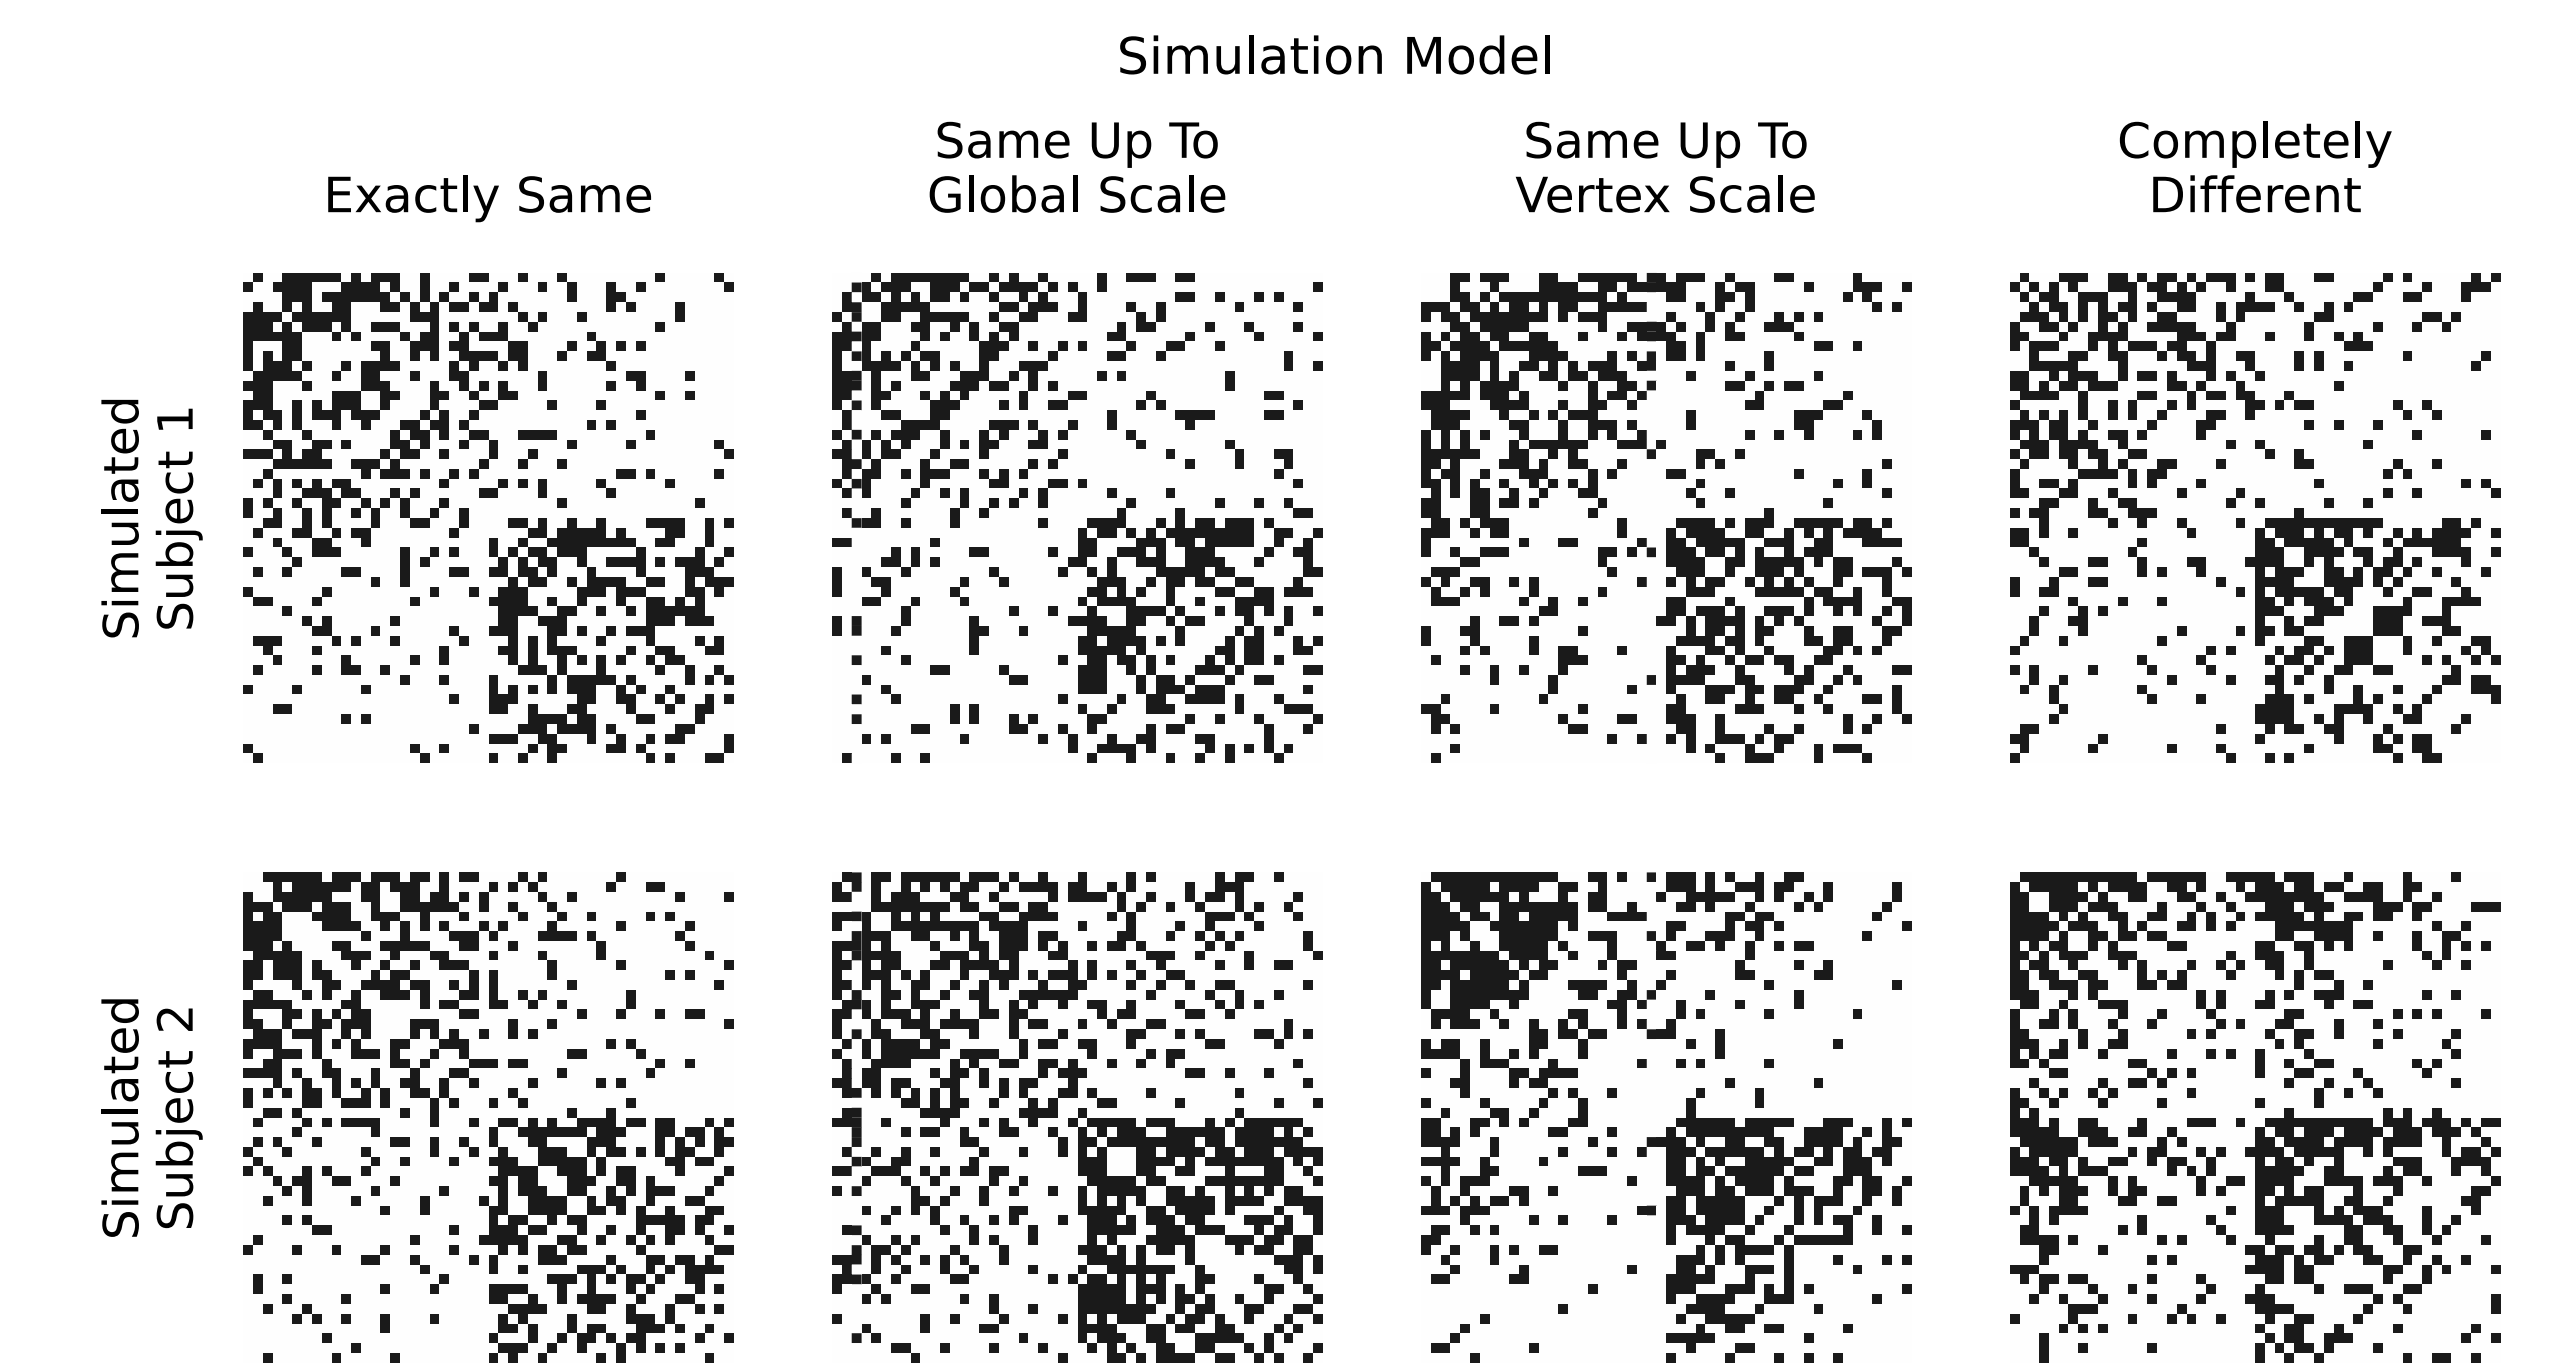 Simulation Model
Exactly Same
Same Up To
Global Scale
Same Up To
Vertex Scale
Completely
Different
Simulated
Subject 1
Simulated
Subject 2